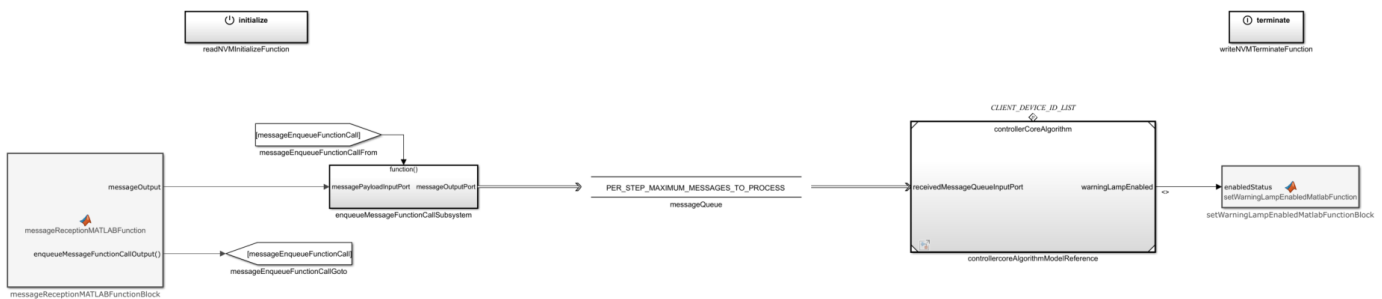 initialize
readNVMInitializeFunction
terminate
writeNVMTerminateFunction
CLIENT_DEVICE_ID_LIST
controllerCoreAlgorithm
[messageEnqueueFunctionCall]
messageEnqueueFunctionCallFrom
function()
messageOutput
messagePayloadInputPort messageOutputPort
enqueueMessageFunctionCallSubsystem
PER_STEP_MAXIMUM_MESSAGES_TO_PROCESS
messageQueue
receivedMessageQueueInputPort
warningLampEnabled
<>
enabledStatus
setWarningLampEnabledMatlabFunction
setWarningLampEnabledMatlabFunctionBlock
messageReceptionMATLABFunction
enqueueMessageFunctionCallOutput()
[messageEnqueueFunctionCall]
messageEnqueueFunctionCallGoto
controllercoreAlgorithmModelReference
messageReceptionMATLABFunctionBlock